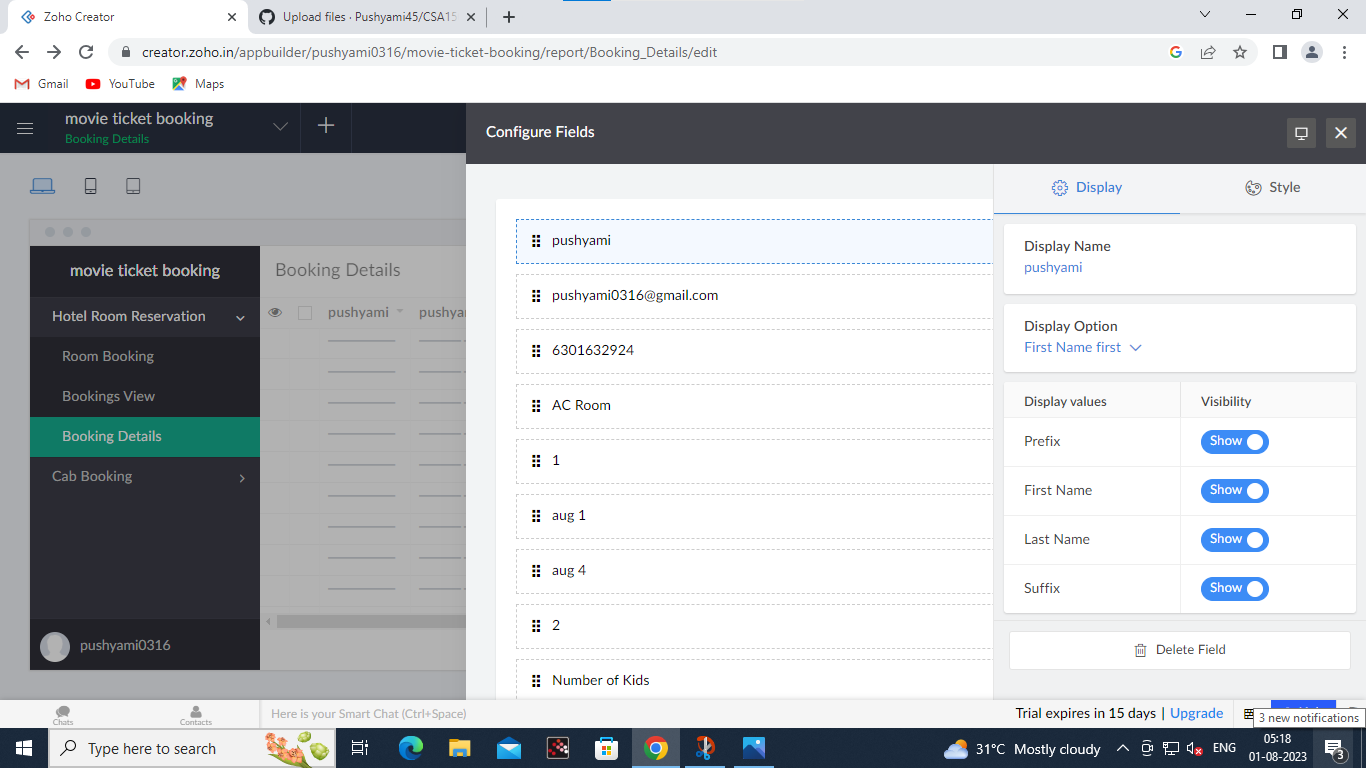 Zoho Creator
Upload files · Pushyami45/CSA15
creator.zoho.in/appbuilder/pushyami0316/movie-ticket-booking/report/Booking_Details/edit
Gmail
YouTube
Maps
movie ticket booking
Booking Details
Configure Fields
Display
Style
movie ticket booking
Hotel Room Reservation
Room Booking
Bookings View
Booking Details
Cab Booking
pushyami0316
Booking Details
pushyami
pushyami
pushyami0316@gmail.com
6301632924
AC Room
1
aug 1
aug 4
2
Number of Kids
Display Name
pushyami
Display Option
First Name first
Display values Visibility
Prefix Show
First Name Show
Last Name Show
Suffix Show
Delete Field
Chats
Contacts
Here is your Smart Chat (Ctrl+Space)
Trial expires in 15 days | Upgrade
3 new notifications
Type here to search
31°C Mostly cloudy
ENG
05:18
01-08-2023
3